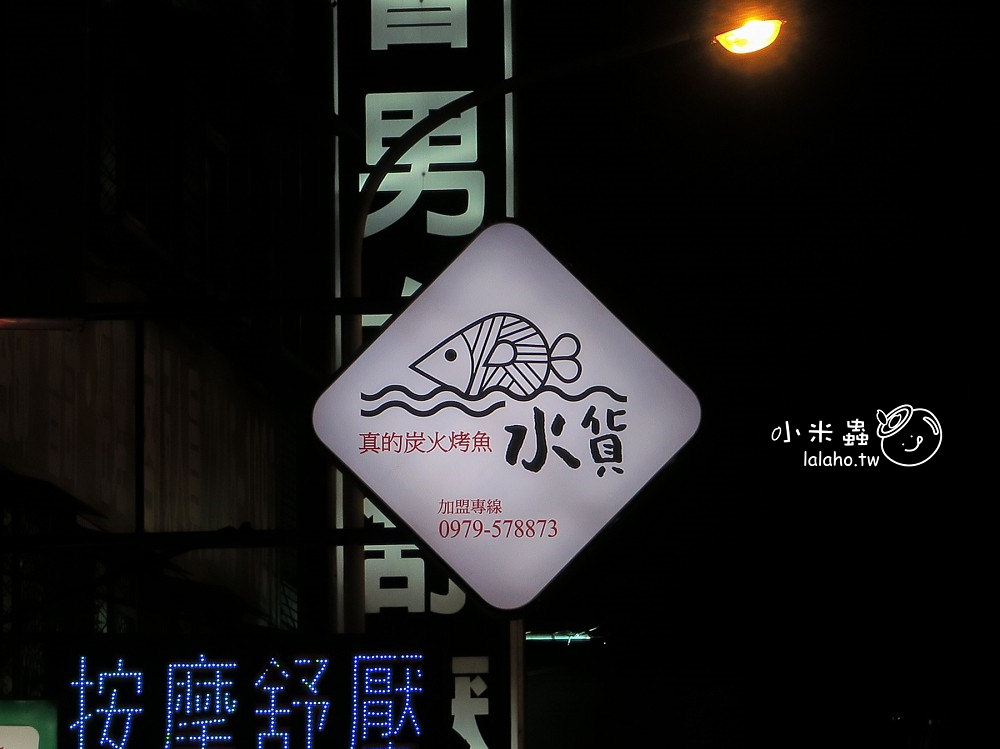 男
真的炭火烤魚
水貨
加盟專線
0979-578873
小米蟲
lalaho.tw
按摩舒壓